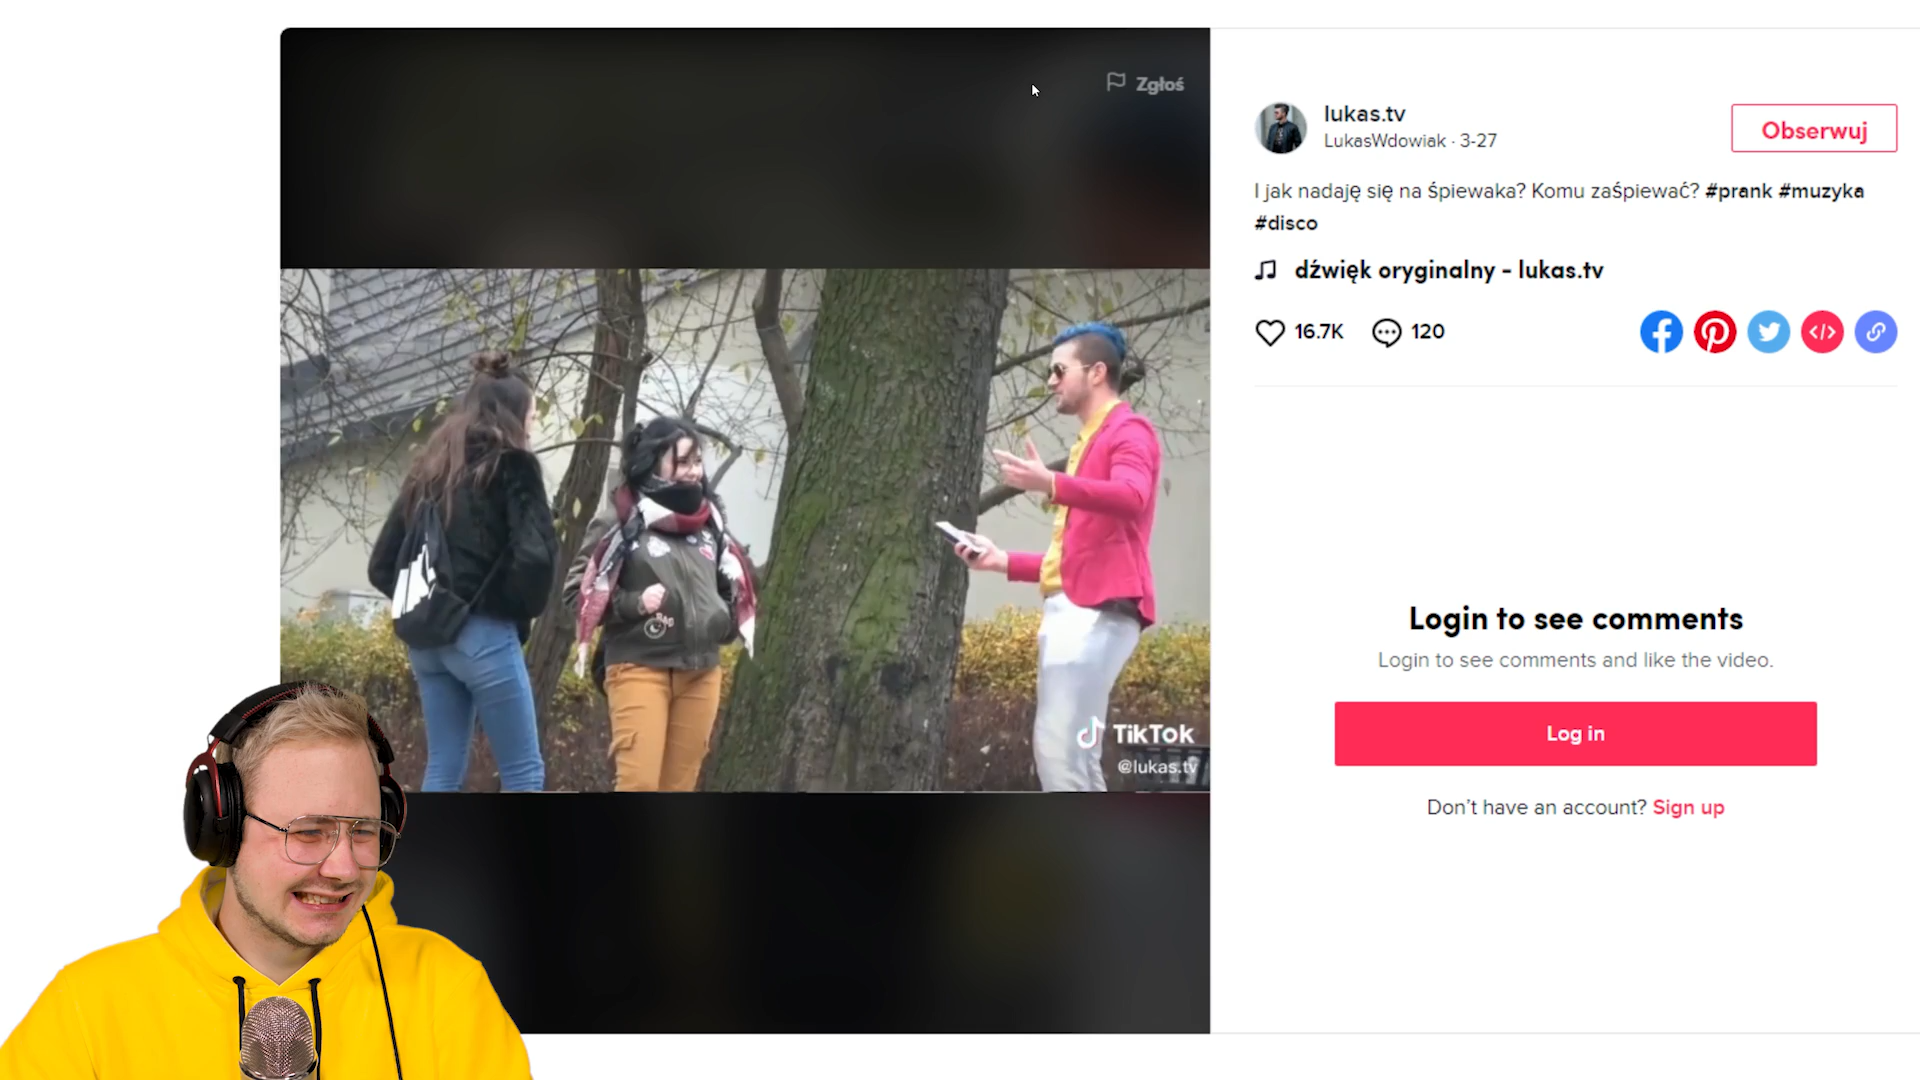 Zgłoś
lukas.tv
LukasWdowiak · 3-27
Obserwuj
I jak nadaję się na śpiewaka? Komu zaśpiewać? #prank #muzyka
#disco
dźwięk oryginalny - lukas.tv
16.7K
120
TikTok
@lukas.tv
Login to see comments
Login to see comments and like the video.
Log in
Don't have an account? Sign up